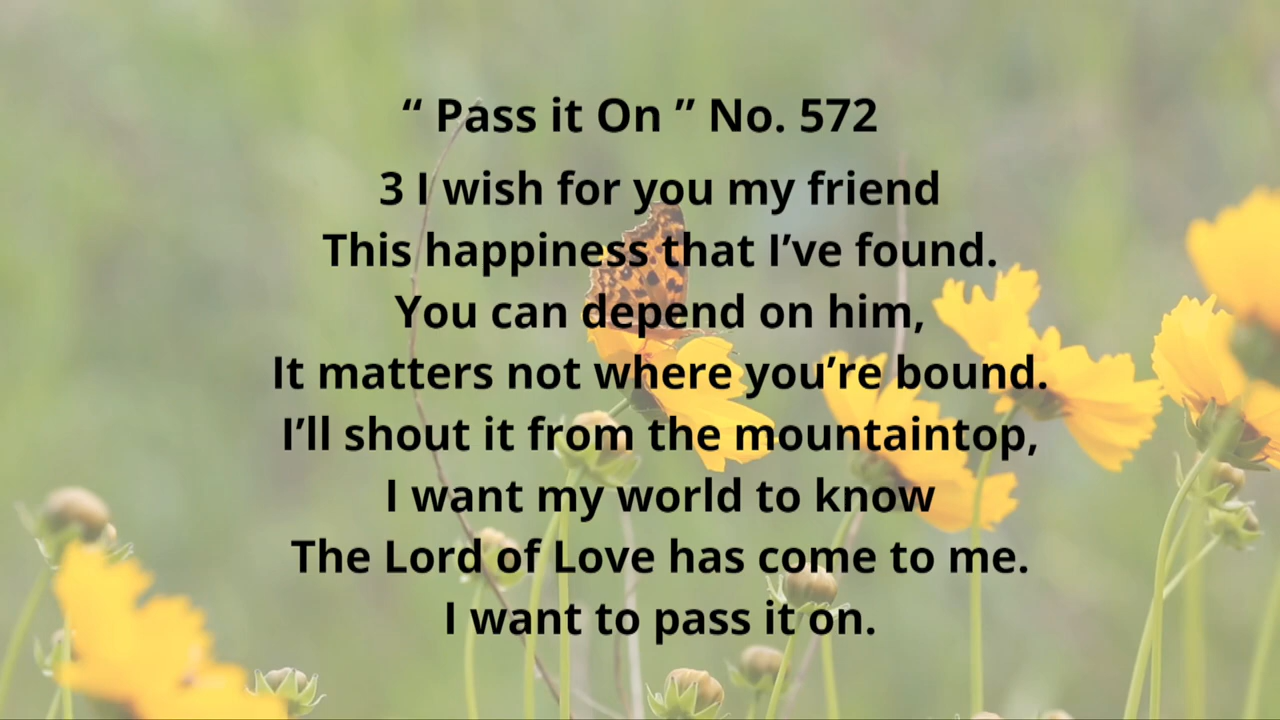 “ Pass it On ” No. 572
3 I wish for you my friend
This happiness that I’ve found.
You can depend on him,
It matters not where you’re bound.
I’ll shout it from the mountaintop,
I want my world to know
The Lord of Love has come to me.
I want to pass it on.